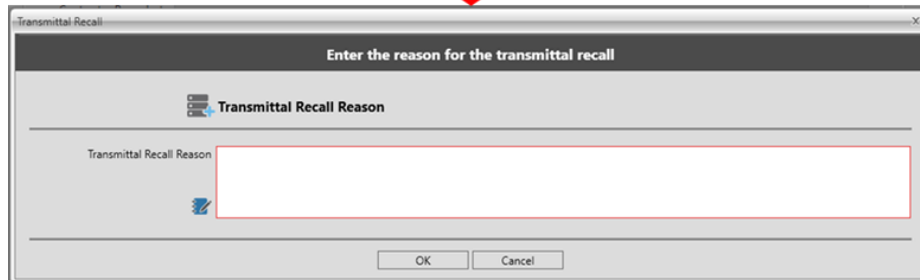 Transmittal Recall
X
Enter the reason for the transmittal recall
Transmittal Recall Reason
Transmittal Recall Reason
OK
Cancel